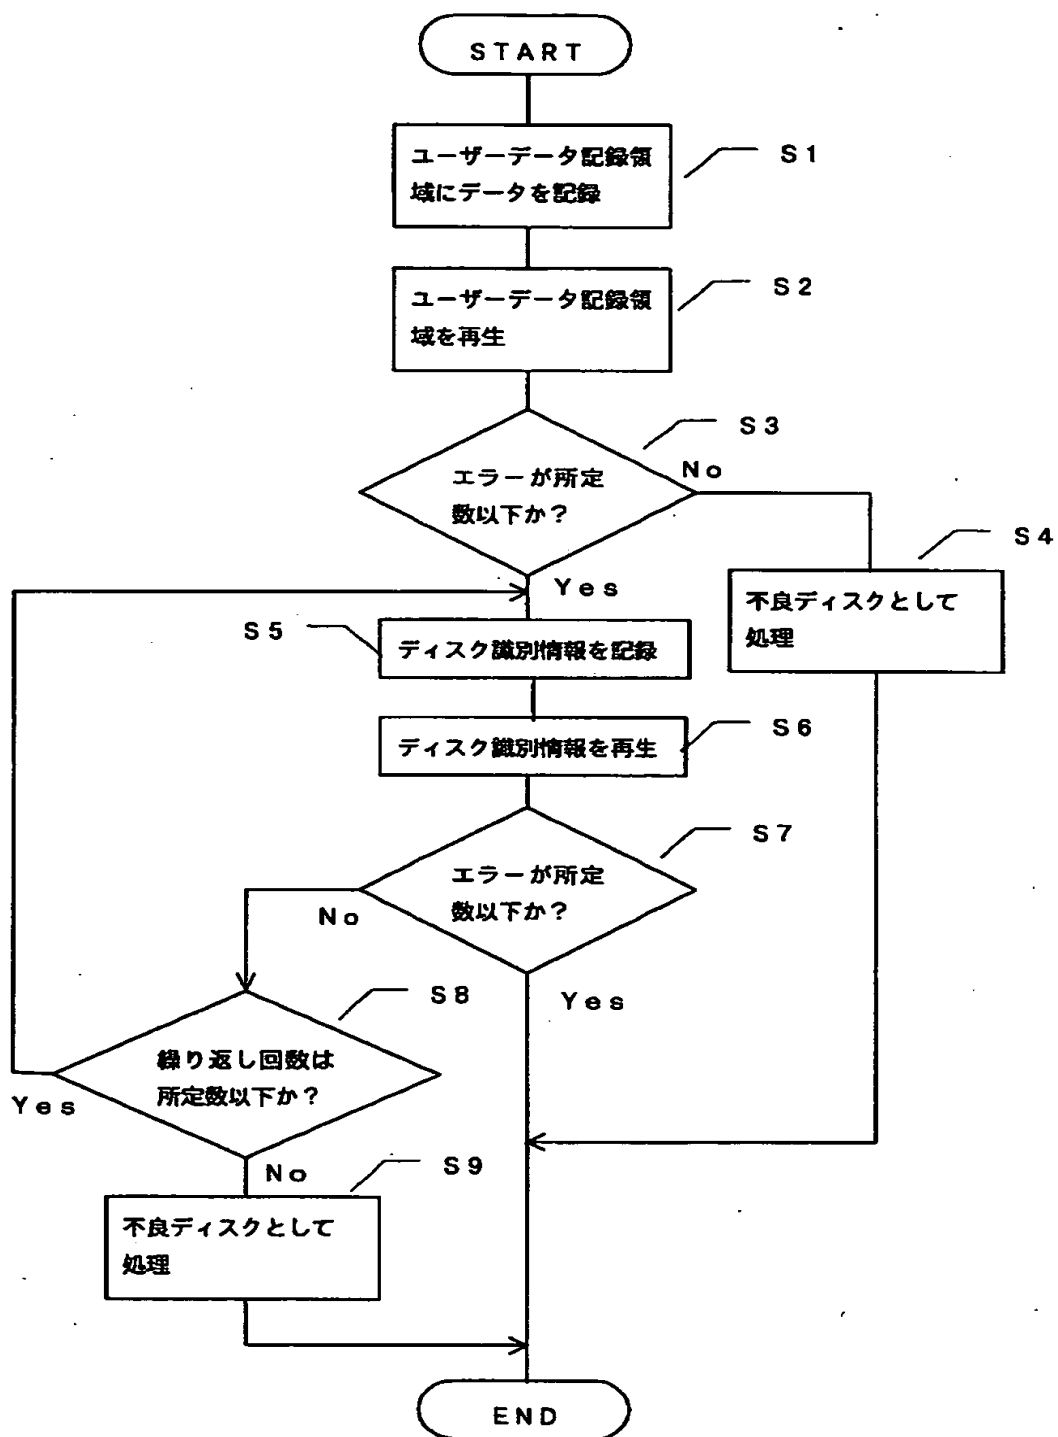 START
ユーザーデータ記録領
域にデータを記録
S1
ユーザーデータ記録領
域を再生
S2
S3
エラーが所定
数以下か？
No
Yes
S4
不良ディスクとして
処理
S5
ディスク識別情報を記録
ディスク識別情報を再生
S6
S7
エラーが所定
数以下か？
No
Yes
S8
繰り返し回数は
所定数以下か？
Yes
No
S9
不良ディスクとして
処理
END